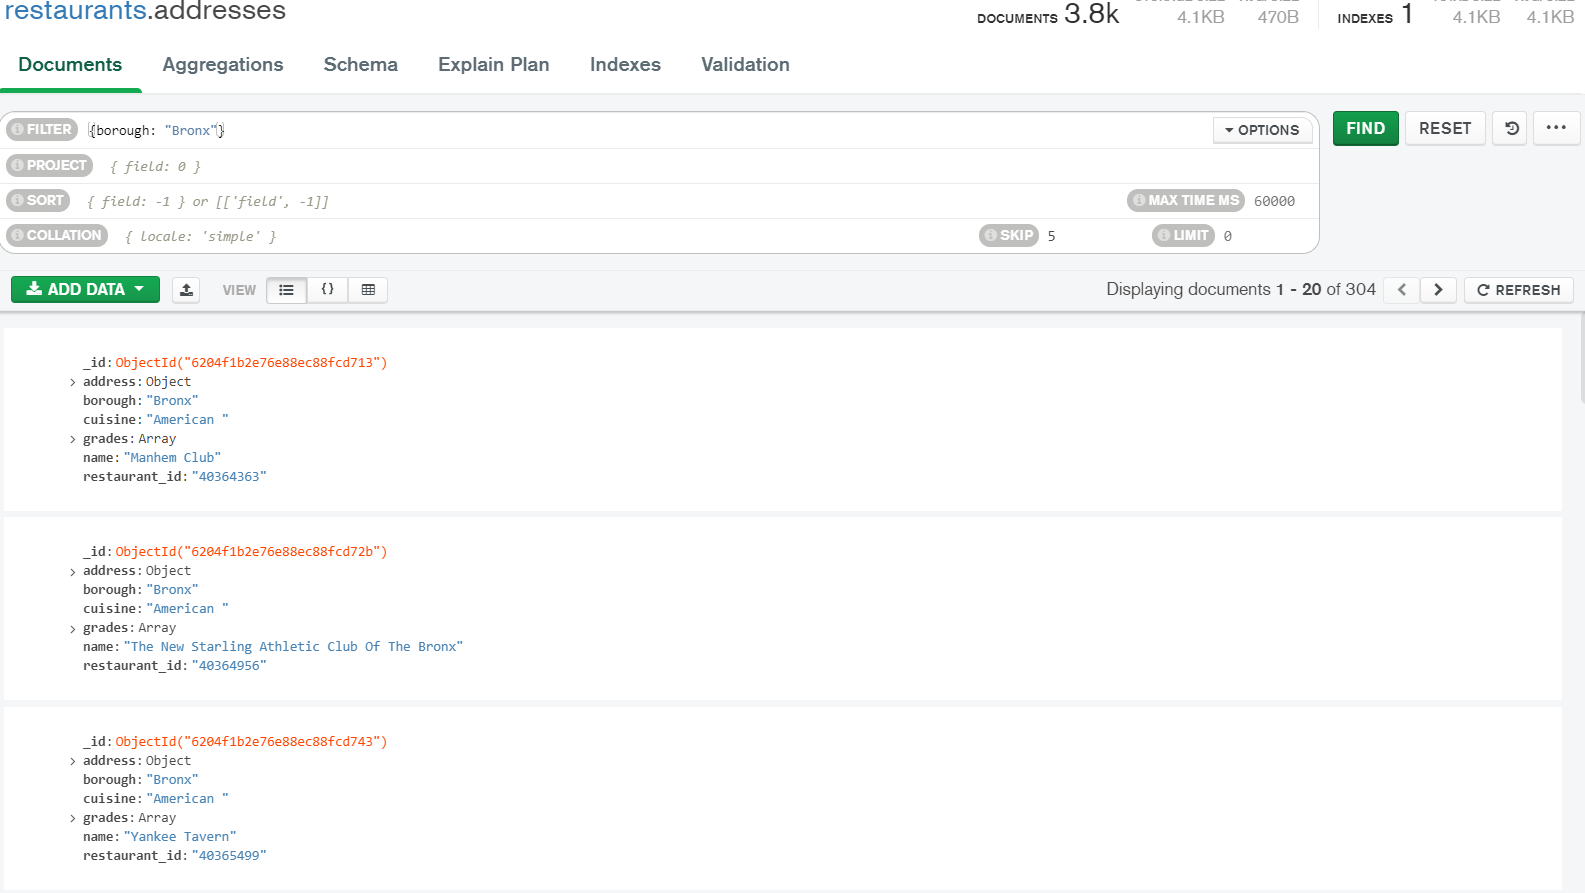 restaurants.addresses
DOCUMENTS 3.8k 4.1KB 470B INDEXES 1 4.1KB 4.1KB
Documents Aggregations Schema Explain Plan Indexes Validation
FILTER {borough: "Bronx"} OPTIONS FIND RESET
PROJECT { field: 0 }
SORT { field: -1 } or [['field', -1]] MAX TIME MS 60000
COLLATION { locale: 'simple' } SKIP 5 LIMIT 0
ADD DATA VIEW {} Displaying documents 1 - 20 of 304 < > REFRESH
_id: ObjectId("6204f1b2e76e88ec88fcd713")
> address: Object
borough: "Bronx"
cuisine: "American "
> grades: Array
name: "Manhem Club"
restaurant_id: "40364363"
_id: ObjectId("6204f1b2e76e88ec88fcd72b")
> address: Object
borough: "Bronx"
cuisine: "American "
> grades: Array
name: "The New Starling Athletic Club Of The Bronx"
restaurant_id: "40364956"
_id: ObjectId("6204f1b2e76e88ec88fcd743")
> address: Object
borough: "Bronx"
cuisine: "American "
> grades: Array
name: "Yankee Tavern"
restaurant_id: "40365499"